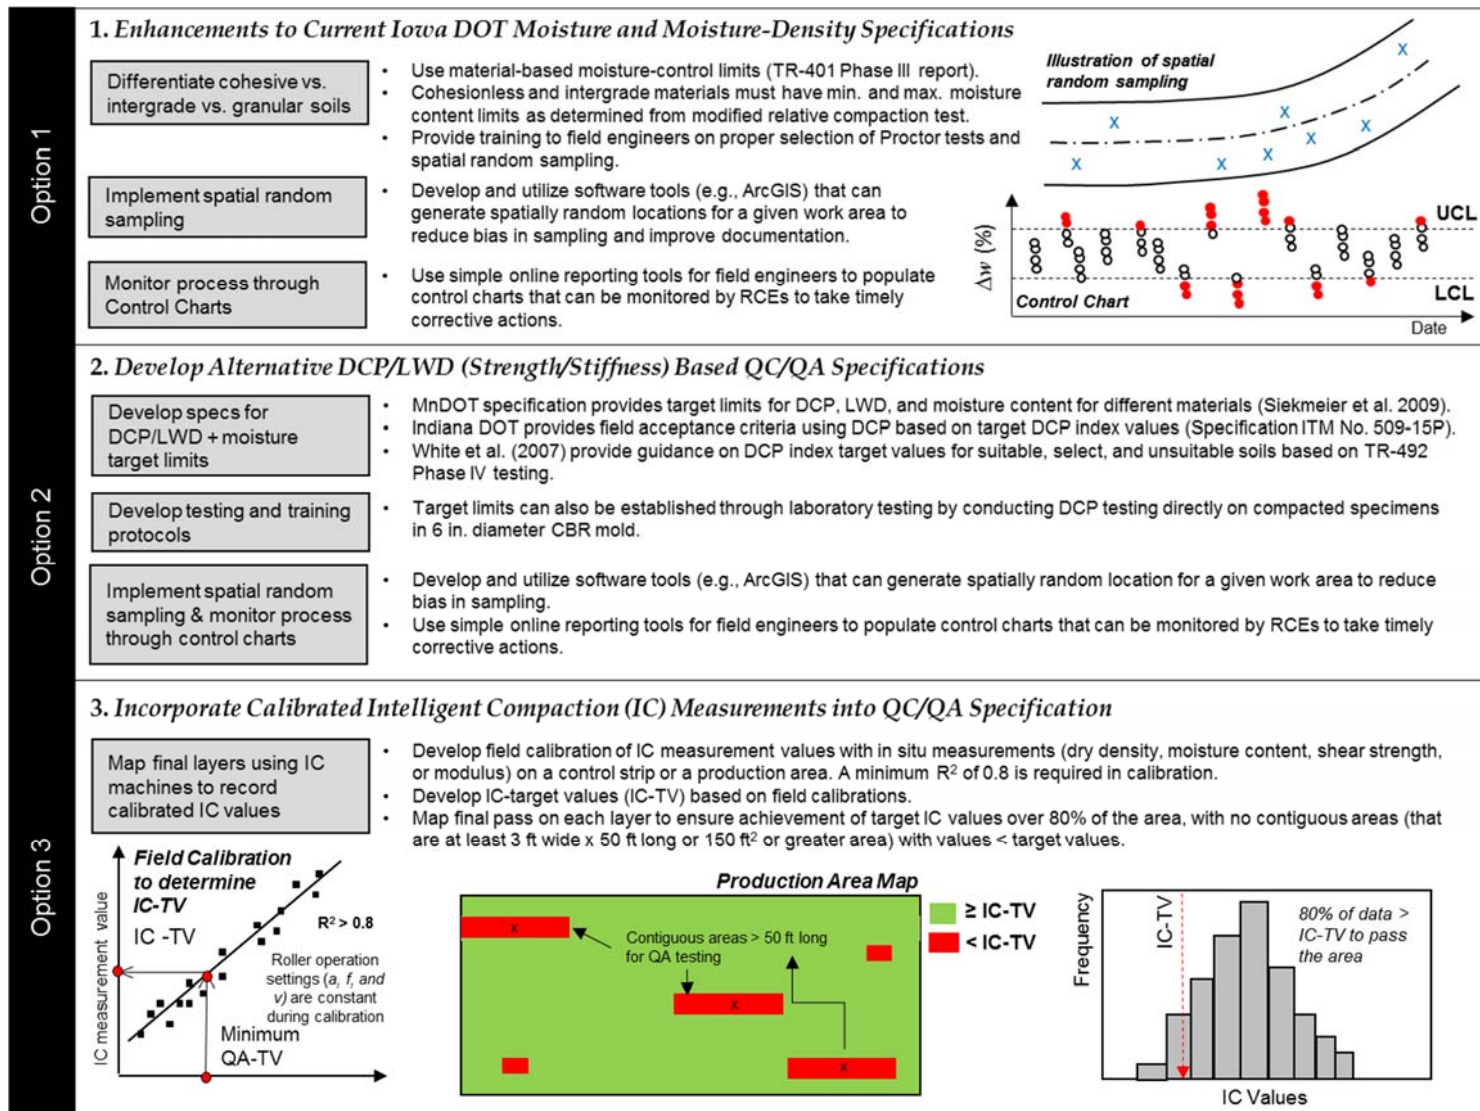 Option 1
1. Enhancements to Current Iowa DOT Moisture and Moisture-Density Specifications
Differentiate cohesive vs.
intergrade vs. granular soils
• Use material-based moisture-control limits (TR-401 Phase III report).
• Cohesionless and intergrade materials must have min. and max. moisture
content limits as determined from modified relative compaction test.
• Provide training to field engineers on proper selection of Proctor tests and
spatial random sampling.
Implement spatial random
sampling
• Develop and utilize software tools (e.g., ArcGIS) that can
generate spatially random locations for a given work area to
reduce bias in sampling and improve documentation.
Monitor process through
Control Charts
• Use simple online reporting tools for field engineers to populate
control charts that can be monitored by RCEs to take timely
corrective actions.
Illustration of spatial
random sampling
X
X
X
X
X
X
X
X
Δw (%)
UCL
LCL
Control Chart
Date
Option 2
2. Develop Alternative DCP/LWD (Strength/Stiffness) Based QC/QA Specifications
Develop specs for
DCP/LWD + moisture
target limits
• MnDOT specification provides target limits for DCP, LWD, and moisture content for different materials (Siekmeier et al. 2009).
• Indiana DOT provides field acceptance criteria using DCP based on target DCP index values (Specification ITM No. 509-15P).
• White et al. (2007) provide guidance on DCP index target values for suitable, select, and unsuitable soils based on TR-492
Phase IV testing.
Develop testing and training
protocols
• Target limits can also be established through laboratory testing by conducting DCP testing directly on compacted specimens
in 6 in. diameter CBR mold.
Implement spatial random
sampling & monitor process
through control charts
• Develop and utilize software tools (e.g., ArcGIS) that can generate spatially random location for a given work area to reduce
bias in sampling.
• Use simple online reporting tools for field engineers to populate control charts that can be monitored by RCEs to take timely
corrective actions.
Option 3
3. Incorporate Calibrated Intelligent Compaction (IC) Measurements into QC/QA Specification
Map final layers using IC
machines to record
calibrated IC values
• Develop field calibration of IC measurement values with in situ measurements (dry density, moisture content, shear strength,
or modulus) on a control strip or a production area. A minimum R² of 0.8 is required in calibration.
• Develop IC-target values (IC-TV) based on field calibrations.
• Map final pass on each layer to ensure achievement of target IC values over 80% of the area, with no contiguous areas (that
are at least 3 ft wide x 50 ft long or 150 ft² or greater area) with values < target values.
IC measurement value
Field Calibration
to determine
IC-TV
IC -TV
R² > 0.8
Roller operation
settings (a, f, and
v) are constant
during calibration
Minimum
QA-TV
Production Area Map
x
Contiguous areas > 50 ft long
for QA testing
x
x
≥ IC-TV
< IC-TV
Frequency
IC-TV
80% of data >
IC-TV to pass
the area
IC Values